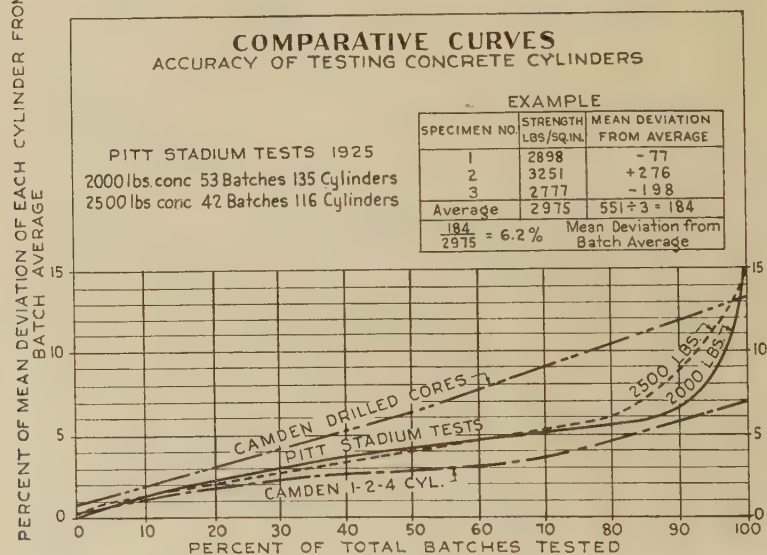 COMPARATIVE CURVES
ACCURACY OF TESTING CONCRETE CYLINDERS
PITT STADIUM TESTS 1925
2000 lbs. conc 53 Batches 135 Cylinders
2500 lbs conc 42 Batches 116 Cylinders
EXAMPLE
SPECIMEN NO. STRENGTH LBS/SQ.IN. MEAN DEVIATION FROM AVERAGE
1 2898 -77
2 3251 +276
3 2777 -198
Average 2975 551÷3 = 184
184/2975 = 6.2% Mean Deviation from Batch Average
PERCENT OF MEAN DEVIATION OF EACH CYLINDER FROM
BATCH AVERAGE
15 15
10 10
5 5
0 0
CAMDEN DRILLED CORES
PITT STADIUM TESTS
CAMDEN 1-2-4 CYL.
2500 LBS.
2000 LBS.
0 10 20 30 40 50 60 70 80 90 100
PERCENT OF TOTAL BATCHES TESTED